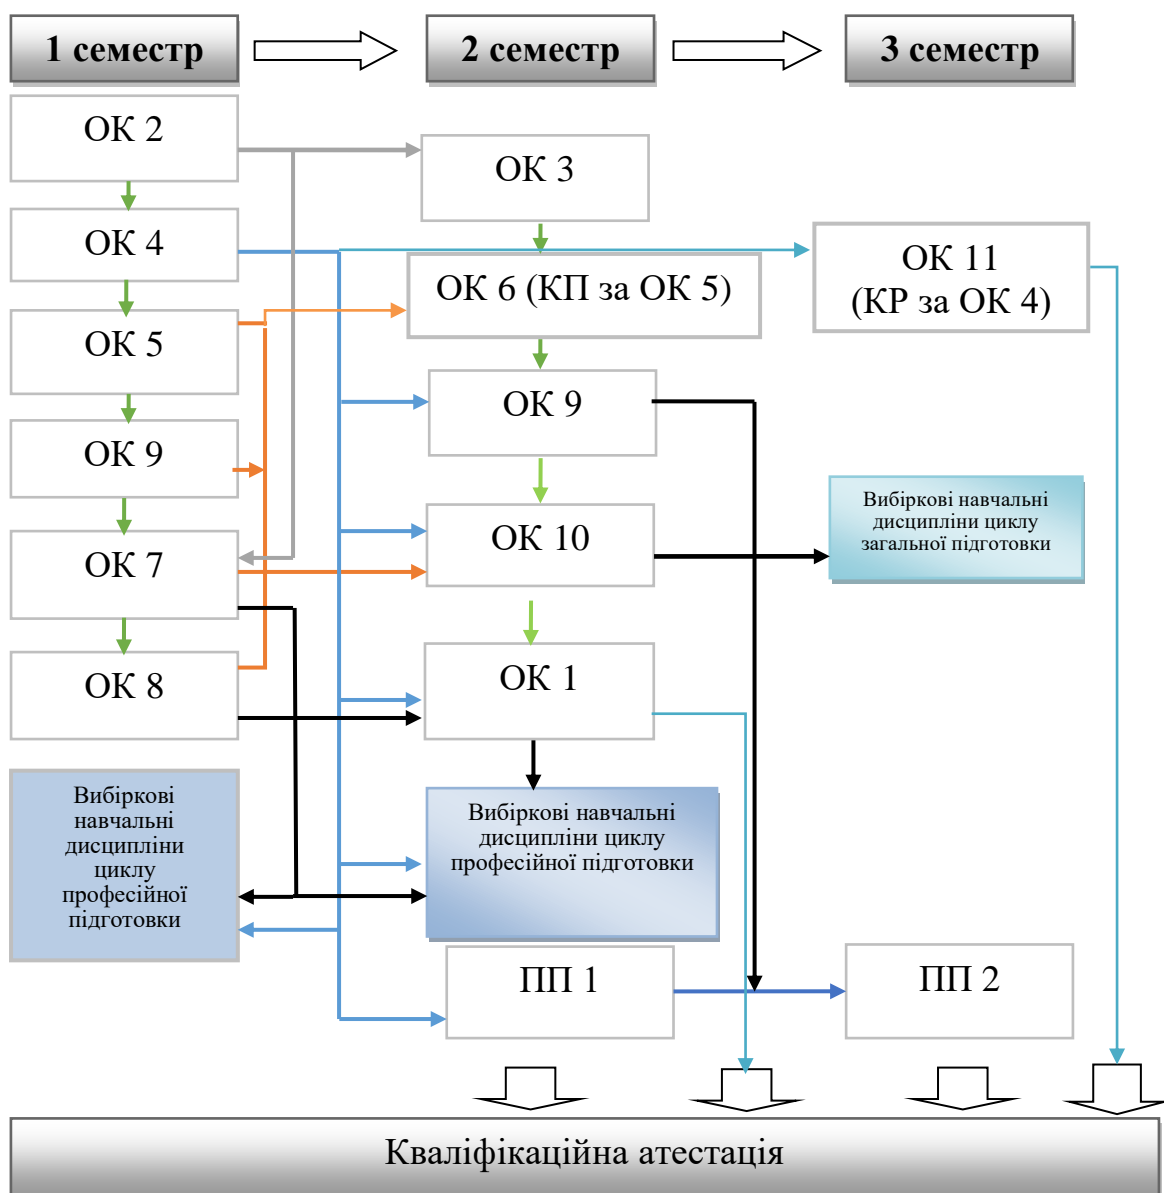 1 семестр
2 семестр
3 семестр
ОК 2
ОК 4
ОК 5
ОК 9
ОК 7
ОК 8
Вибіркові
навчальні
дисципліни
циклу
професійної
підготовки
ОК 3
ОК 6 (КП за ОК 5)
ОК 9
ОК 10
ОК 1
Вибіркові навчальні
дисципліни циклу
професійної підготовки
ПП 1
ОК 11
(КР за ОК 4)
Вибіркові навчальні
дисципліни циклу
загальної підготовки
ПП 2
Кваліфікаційна атестація